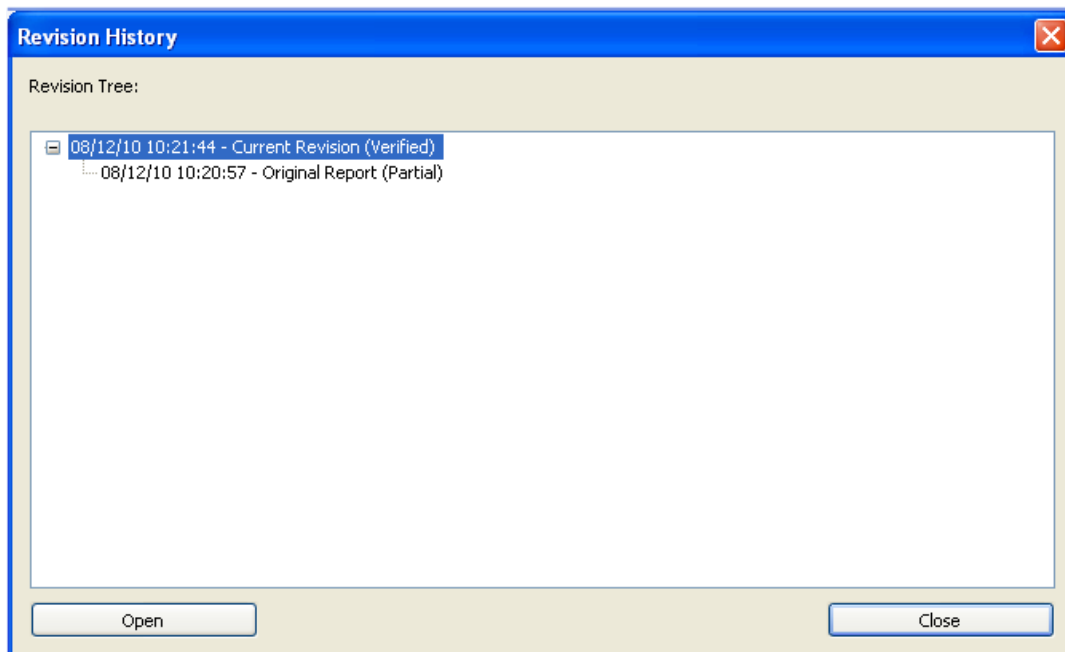 Revision History
Revision Tree:
08/12/10 10:21:44 - Current Revision (Verified)
08/12/10 10:20:57 - Original Report (Partial)
Open Close